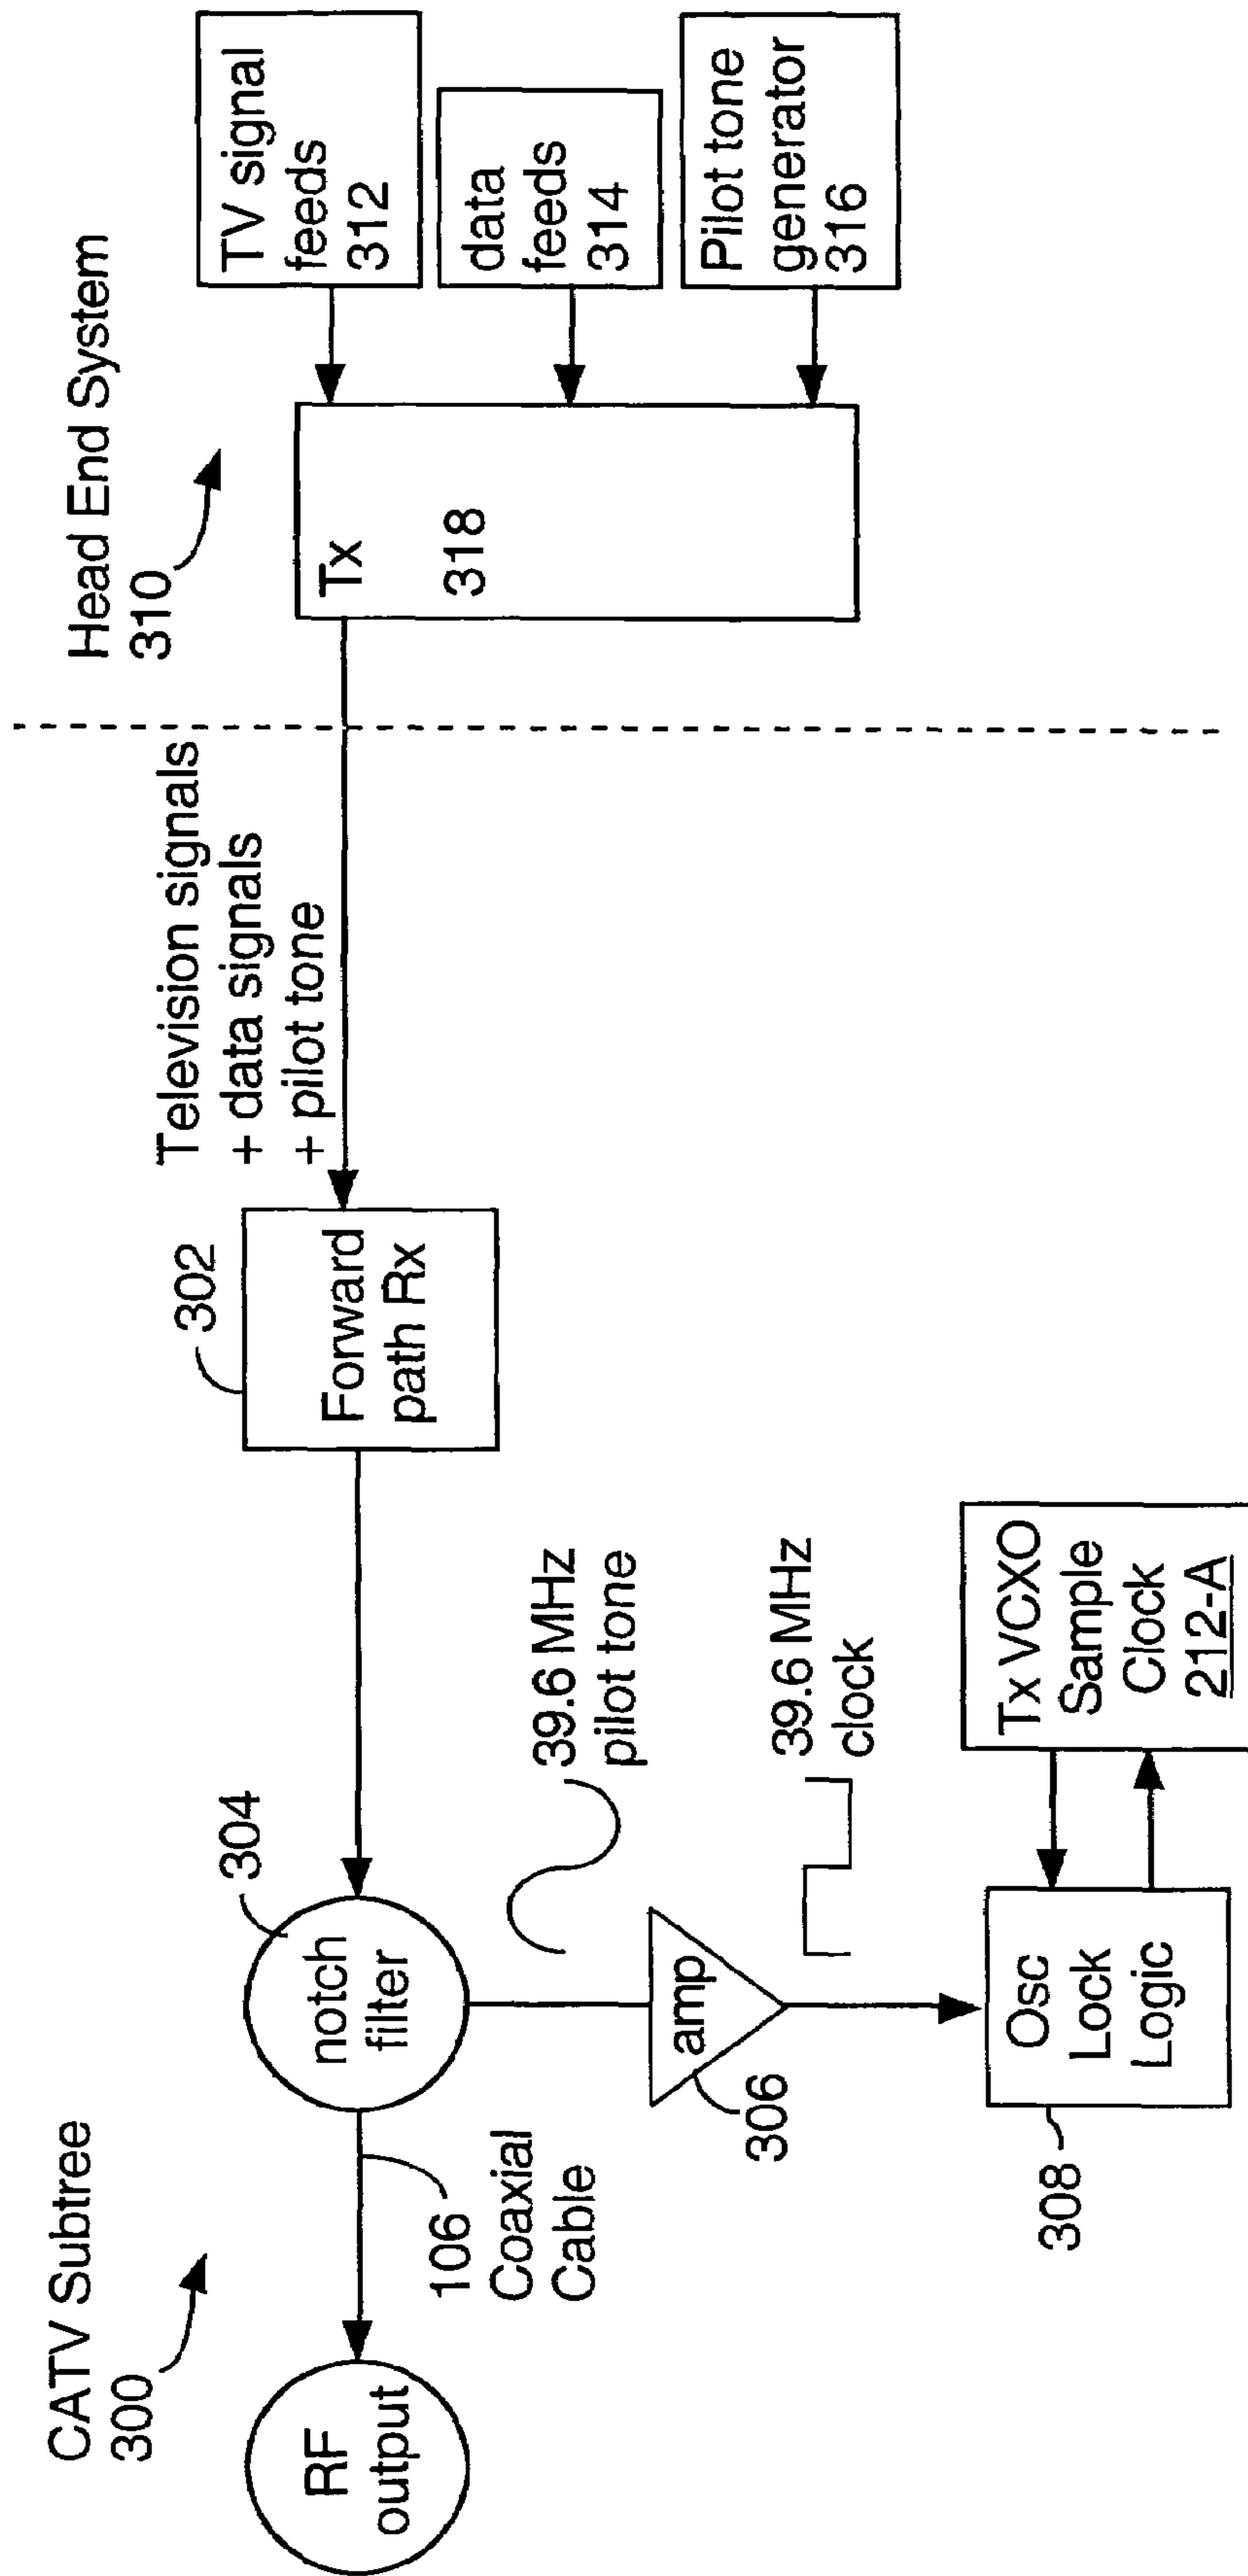 CATV Subtree
300
Head End System
310
RF
output
106
Coaxial
Cable
notch
filter
304
302
Forward
path Rx
Television signals
+ data signals
+ pilot tone
Tx
318
TV signal
feeds
312
data
feeds
314
Pilot tone
generator
316
39.6 MHz
pilot tone
amp
306
39.6 MHz
clock
Osc
Lock
Logic
308
Tx VCXO
Sample
Clock
212-A